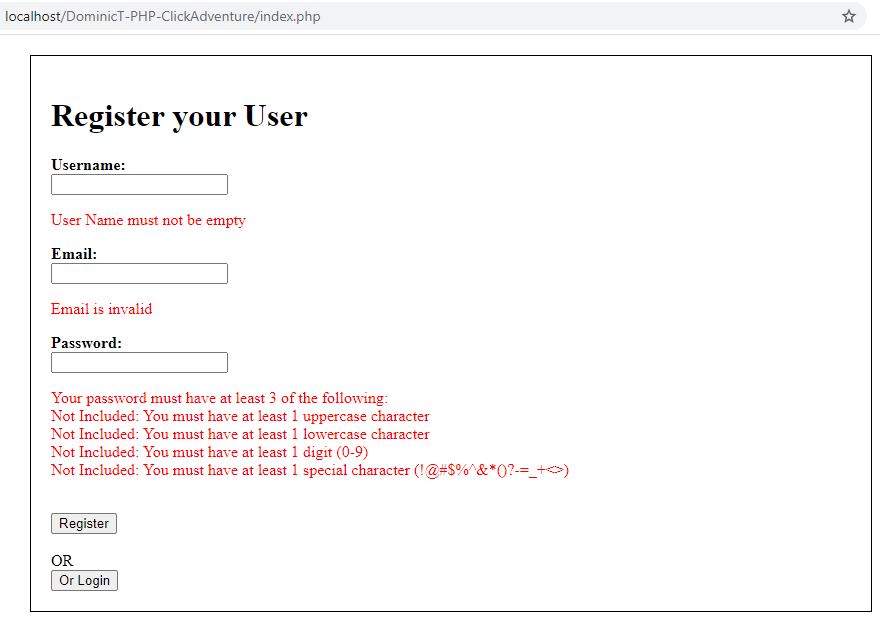 localhost/DominicT-PHP-ClickAdventure/index.php
Register your User
Username:
User Name must not be empty
Email:
Email is invalid
Password:
Your password must have at least 3 of the following:
Not Included: You must have at least 1 uppercase character
Not Included: You must have at least 1 lowercase character
Not Included: You must have at least 1 digit (0-9)
Not Included: You must have at least 1 special character (!@#$%^&*()?-=_+<>)
Register
OR
Or Login